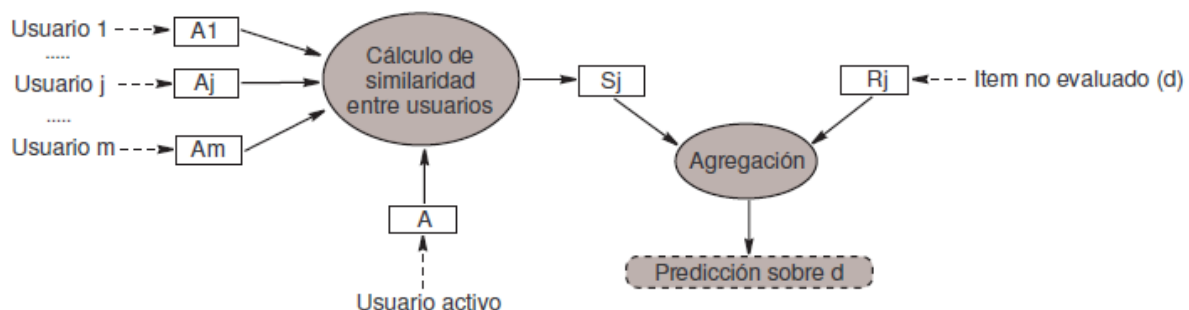 Usuario 1
A1
.....
Usuario j
Aj
.....
Usuario m
Am
Cálculo de
similaridad
entre usuarios
A
Usuario activo
Sj
Rj
Item no evaluado (d)
Agregación
Predicción sobre d